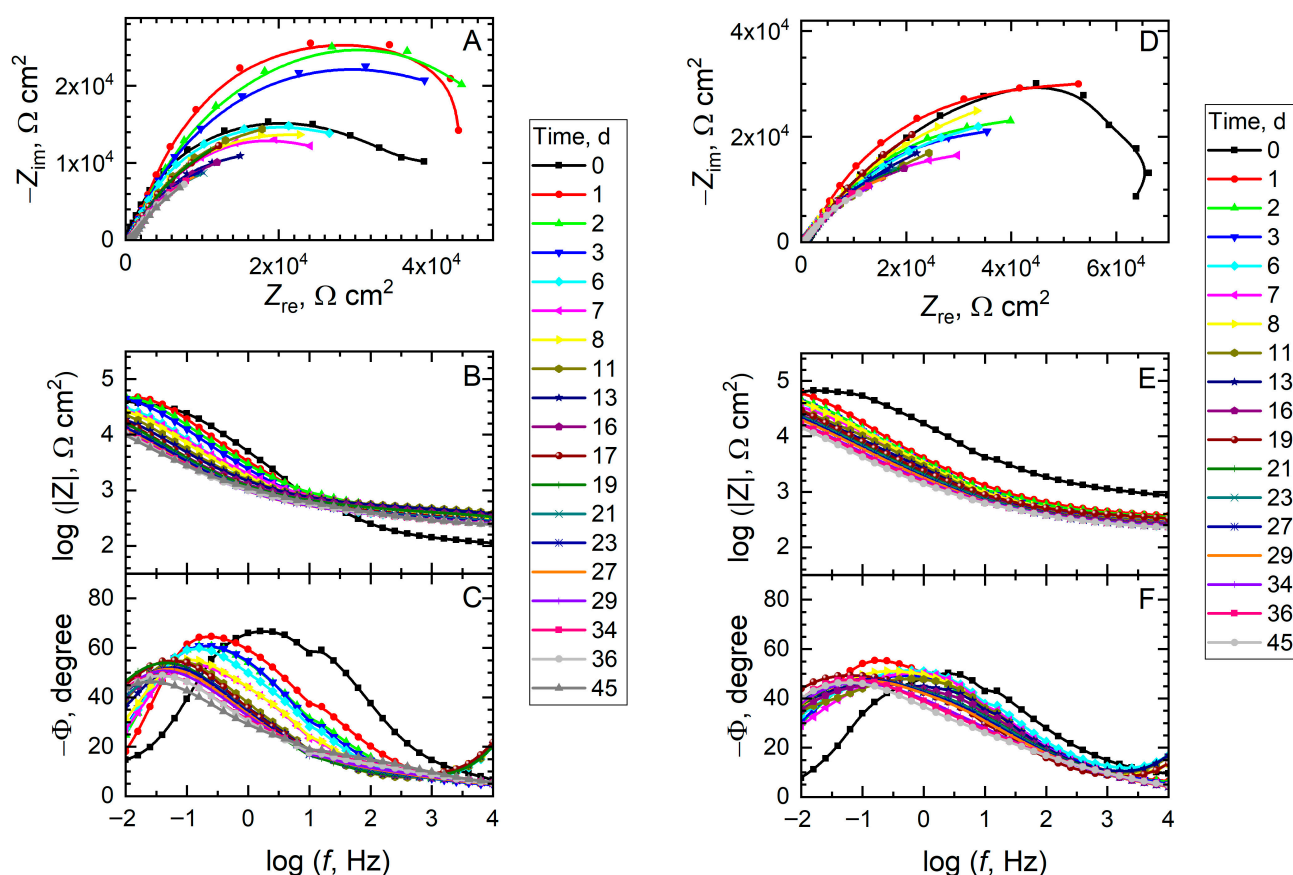 A
−Z_im, Ω cm²
2x10⁴
1x10⁴
0
0 2x10⁴ 4x10⁴
Z_re, Ω cm²
B
log (|Z|, Ω cm²)
5
4
3
2
C
−Φ, degree
80
60
40
20
0
−2 −1 0 1 2 3 4
log (f, Hz)
Time, d
0
1
2
3
6
7
8
11
13
16
17
19
21
23
27
29
34
36
45
D
−Z_im, Ω cm²
4x10⁴
2x10⁴
0
0 2x10⁴ 4x10⁴ 6x10⁴
Z_re, Ω cm²
E
log (|Z|, Ω cm²)
5
4
3
2
F
−Φ, degree
80
60
40
20
0
−2 −1 0 1 2 3 4
log (f, Hz)
Time, d
0
1
2
3
6
7
8
11
13
16
19
21
23
27
29
34
36
45